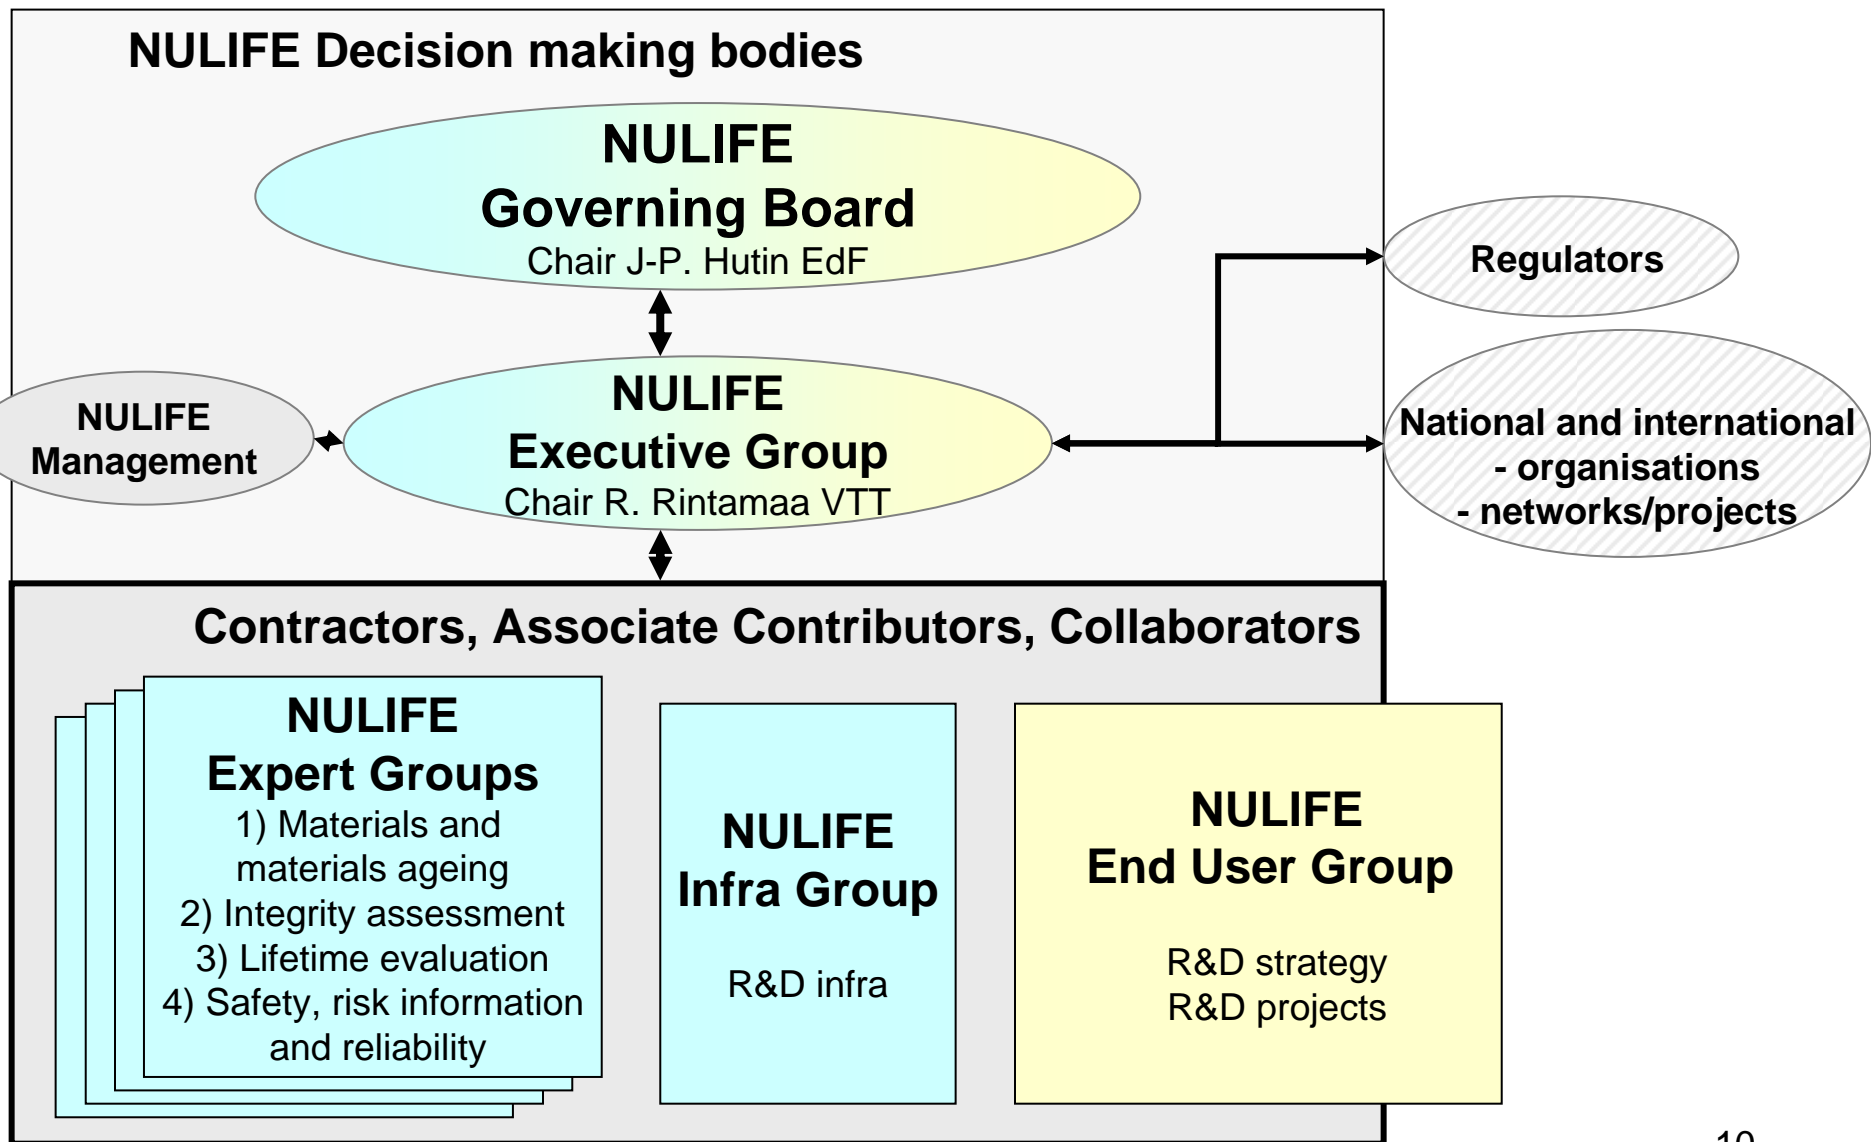 NULIFE Decision making bodies
NULIFE
Governing Board
Chair J-P. Hutin EdF
Regulators
NULIFE
Management
NULIFE
Executive Group
Chair R. Rintamaa VTT
National and international
- organisations
- networks/projects
Contractors, Associate Contributors, Collaborators
NULIFE
Expert Groups
1) Materials and
materials ageing
2) Integrity assessment
3) Lifetime evaluation
4) Safety, risk information
and reliability
NULIFE
Infra Group
R&D infra
NULIFE
End User Group
R&D strategy
R&D projects
10